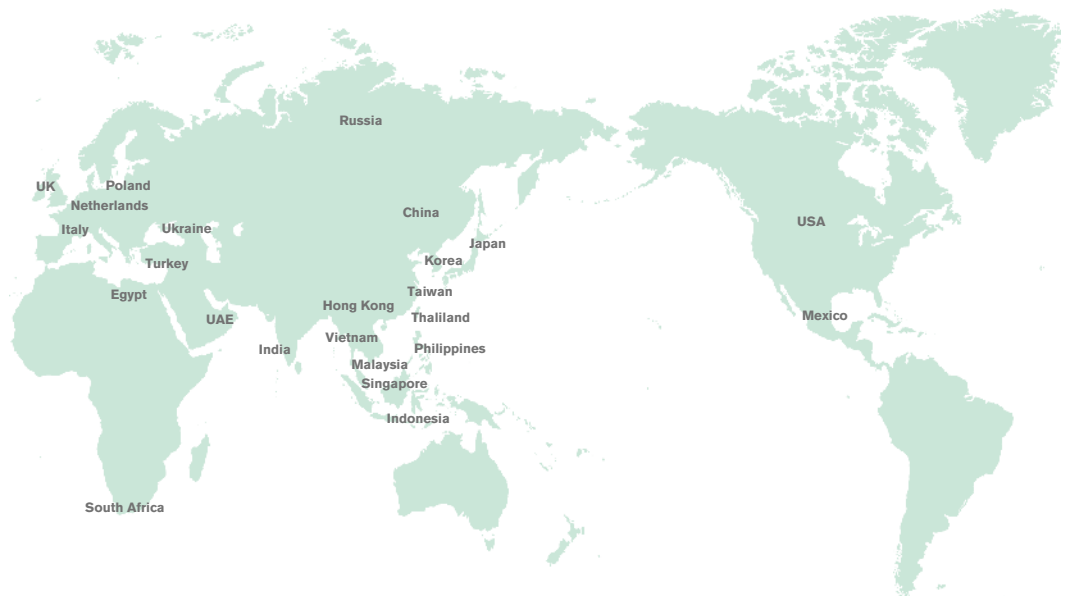 Russia
UK
Poland
Netherlands
China
USA
Italy
Ukraine
Japan
Korea
Turkey
Taiwan
Egypt
Hong Kong
Mexico
Thaliland
UAE
Vietnam
India
Philippines
Malaysia
Singapore
Indonesia
South Africa